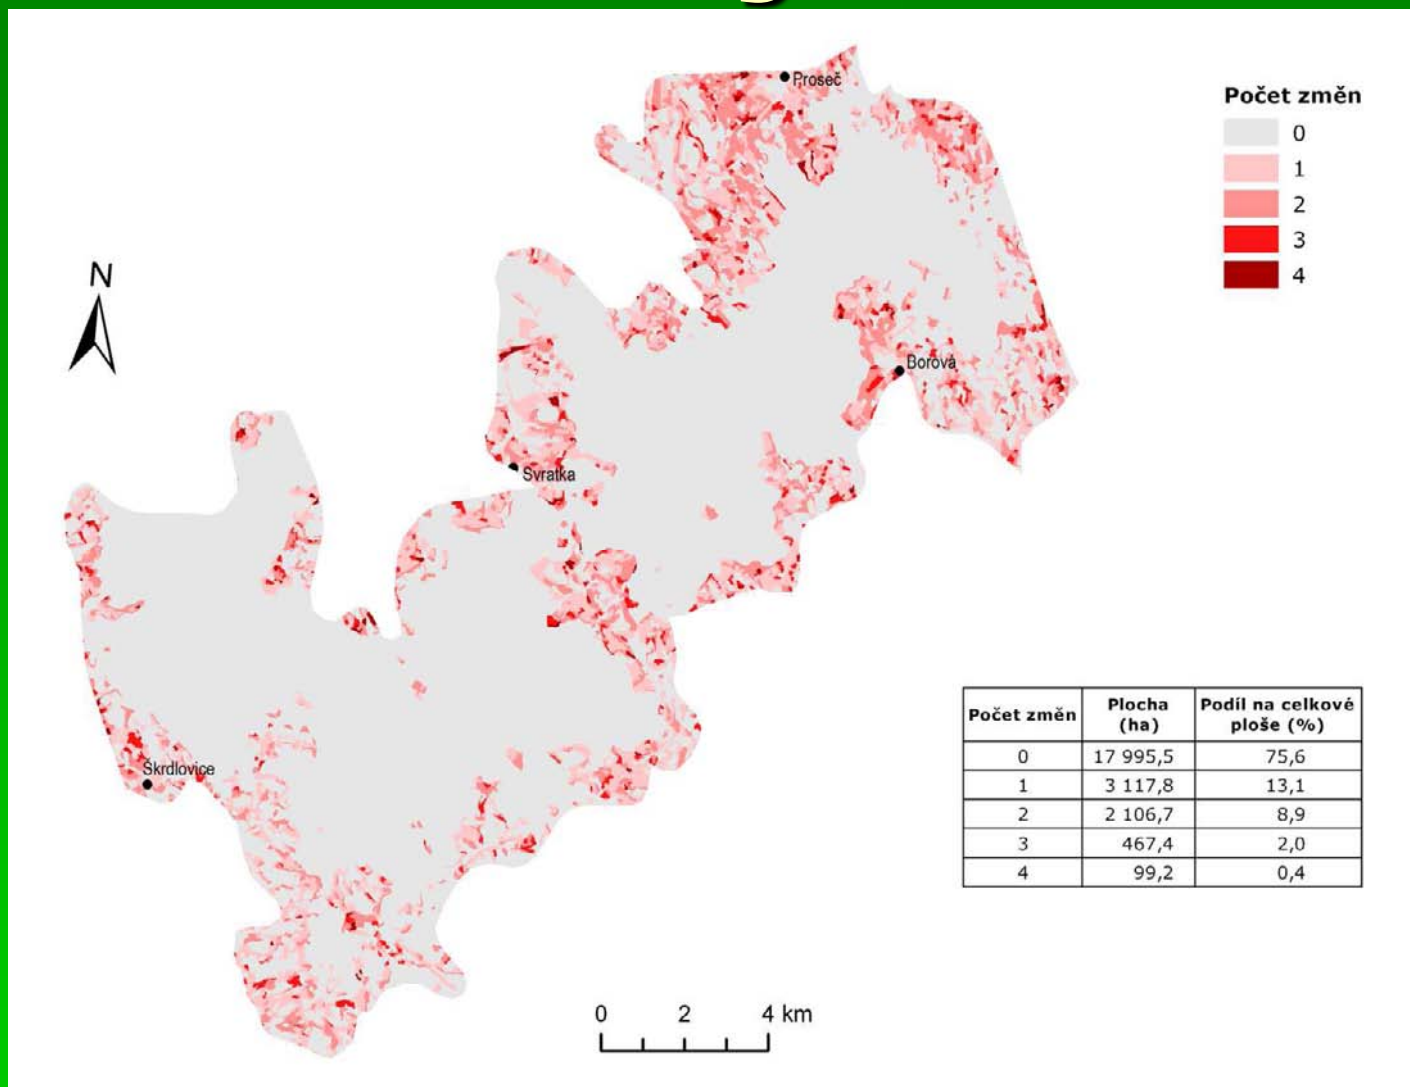 Proseč
Počet změn
0
1
2
3
4
N
Borová
Svratka
Škrdlovice
Počet změn Plocha (ha) Podíl na celkové ploše (%)
0 17 995,5 75,6
1 3 117,8 13,1
2 2 106,7 8,9
3 467,4 2,0
4 99,2 0,4
0 2 4 km